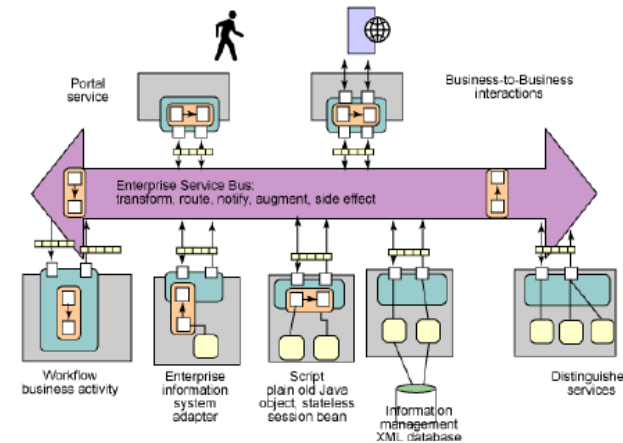 Portal
service
Business-to-Business
interactions
Enterprise Service Bus:
transform, route, notify, augment, side effect
Workflow
business activity
Enterprise
information
system
adapter
Script
plain old Java
object, stateless
session bean
Information
management
XML database
Distinguishe
services